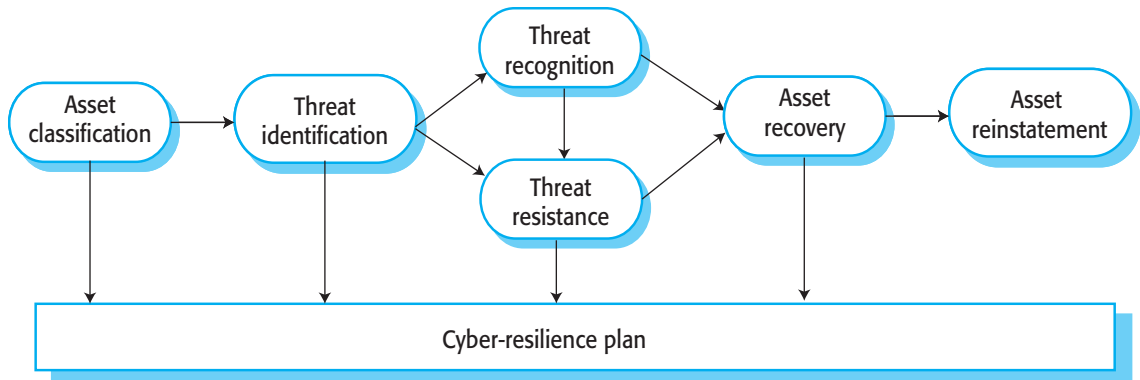 Asset
classification
Threat
identification
Threat
recognition
Threat
resistance
Asset
recovery
Asset
reinstatement
Cyber-resilience plan